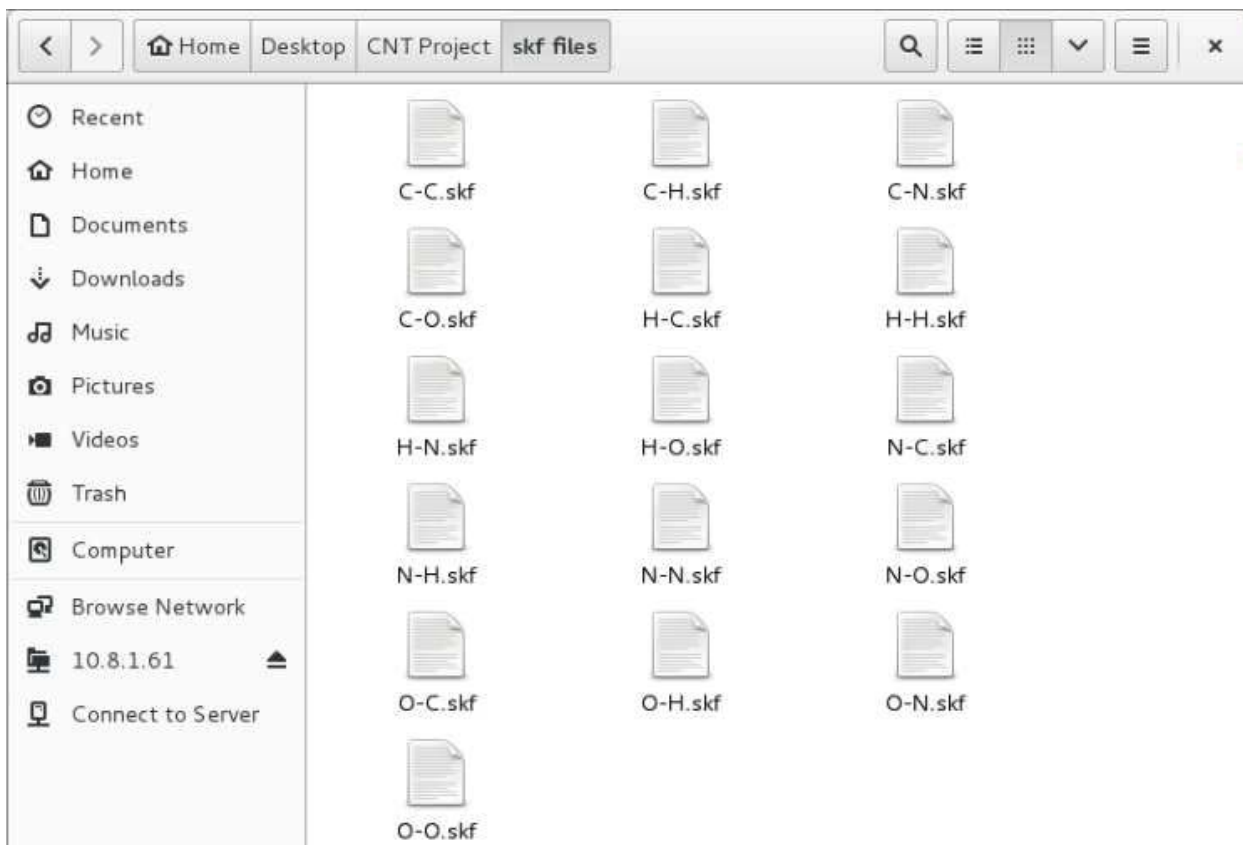 Home Desktop CNT Project skf files
Recent
Home
Documents
Downloads
Music
Pictures
Videos
Trash
Computer
Browse Network
10.8.1.61
Connect to Server
C-C.skf C-H.skf C-N.skf
C-O.skf H-C.skf H-H.skf
H-N.skf H-O.skf N-C.skf
N-H.skf N-N.skf N-O.skf
O-C.skf O-H.skf O-N.skf
O-O.skf